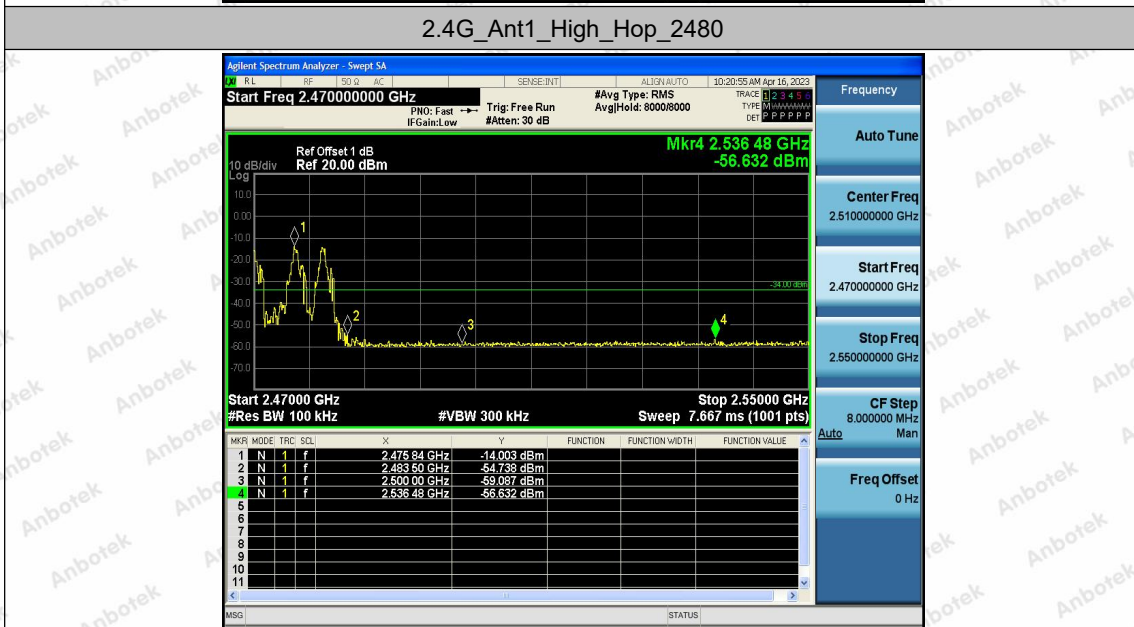 2.4G_Ant1_High_Hop_2480
Agilent Spectrum Analyzer - Swept SA
LXI RL RF 50 Ω AC SENSE:INT ALIGN AUTO 10:20:55 AM Apr 16, 2023
Start Freq 2.470000000 GHz
PNO: Fast
IFGain:Low
Trig: Free Run
#Atten: 30 dB
#Avg Type: RMS
Avg|Hold: 8000/8000
TRACE 1 2 3 4 5 6
TYPE M W W W W W
DET P P P P P P
Frequency
Auto Tune
Center Freq
2.510000000 GHz
Start Freq
2.470000000 GHz
Stop Freq
2.550000000 GHz
CF Step
8.000000 MHz
Auto Man
Freq Offset
0 Hz
Mkr4 2.536 48 GHz
-56.632 dBm
Ref Offset 1 dB
10 dB/div Ref 20.00 dBm
Log
10.0
0.00
-10.0
-20.0
-30.0
-40.0
-50.0
-60.0
-70.0
1
2
3
4
-34.00 dBm
Start 2.47000 GHz Stop 2.55000 GHz
#Res BW 100 kHz #VBW 300 kHz Sweep 7.667 ms (1001 pts)
MKR MODE TRC SCL X Y FUNCTION FUNCTION WIDTH FUNCTION VALUE
1 N 1 f 2.475 84 GHz -14.003 dBm
2 N 1 f 2.483 50 GHz -54.738 dBm
3 N 1 f 2.500 00 GHz -59.087 dBm
4 N 1 f 2.536 48 GHz -56.632 dBm
5
6
7
8
9
10
11
MSG STATUS